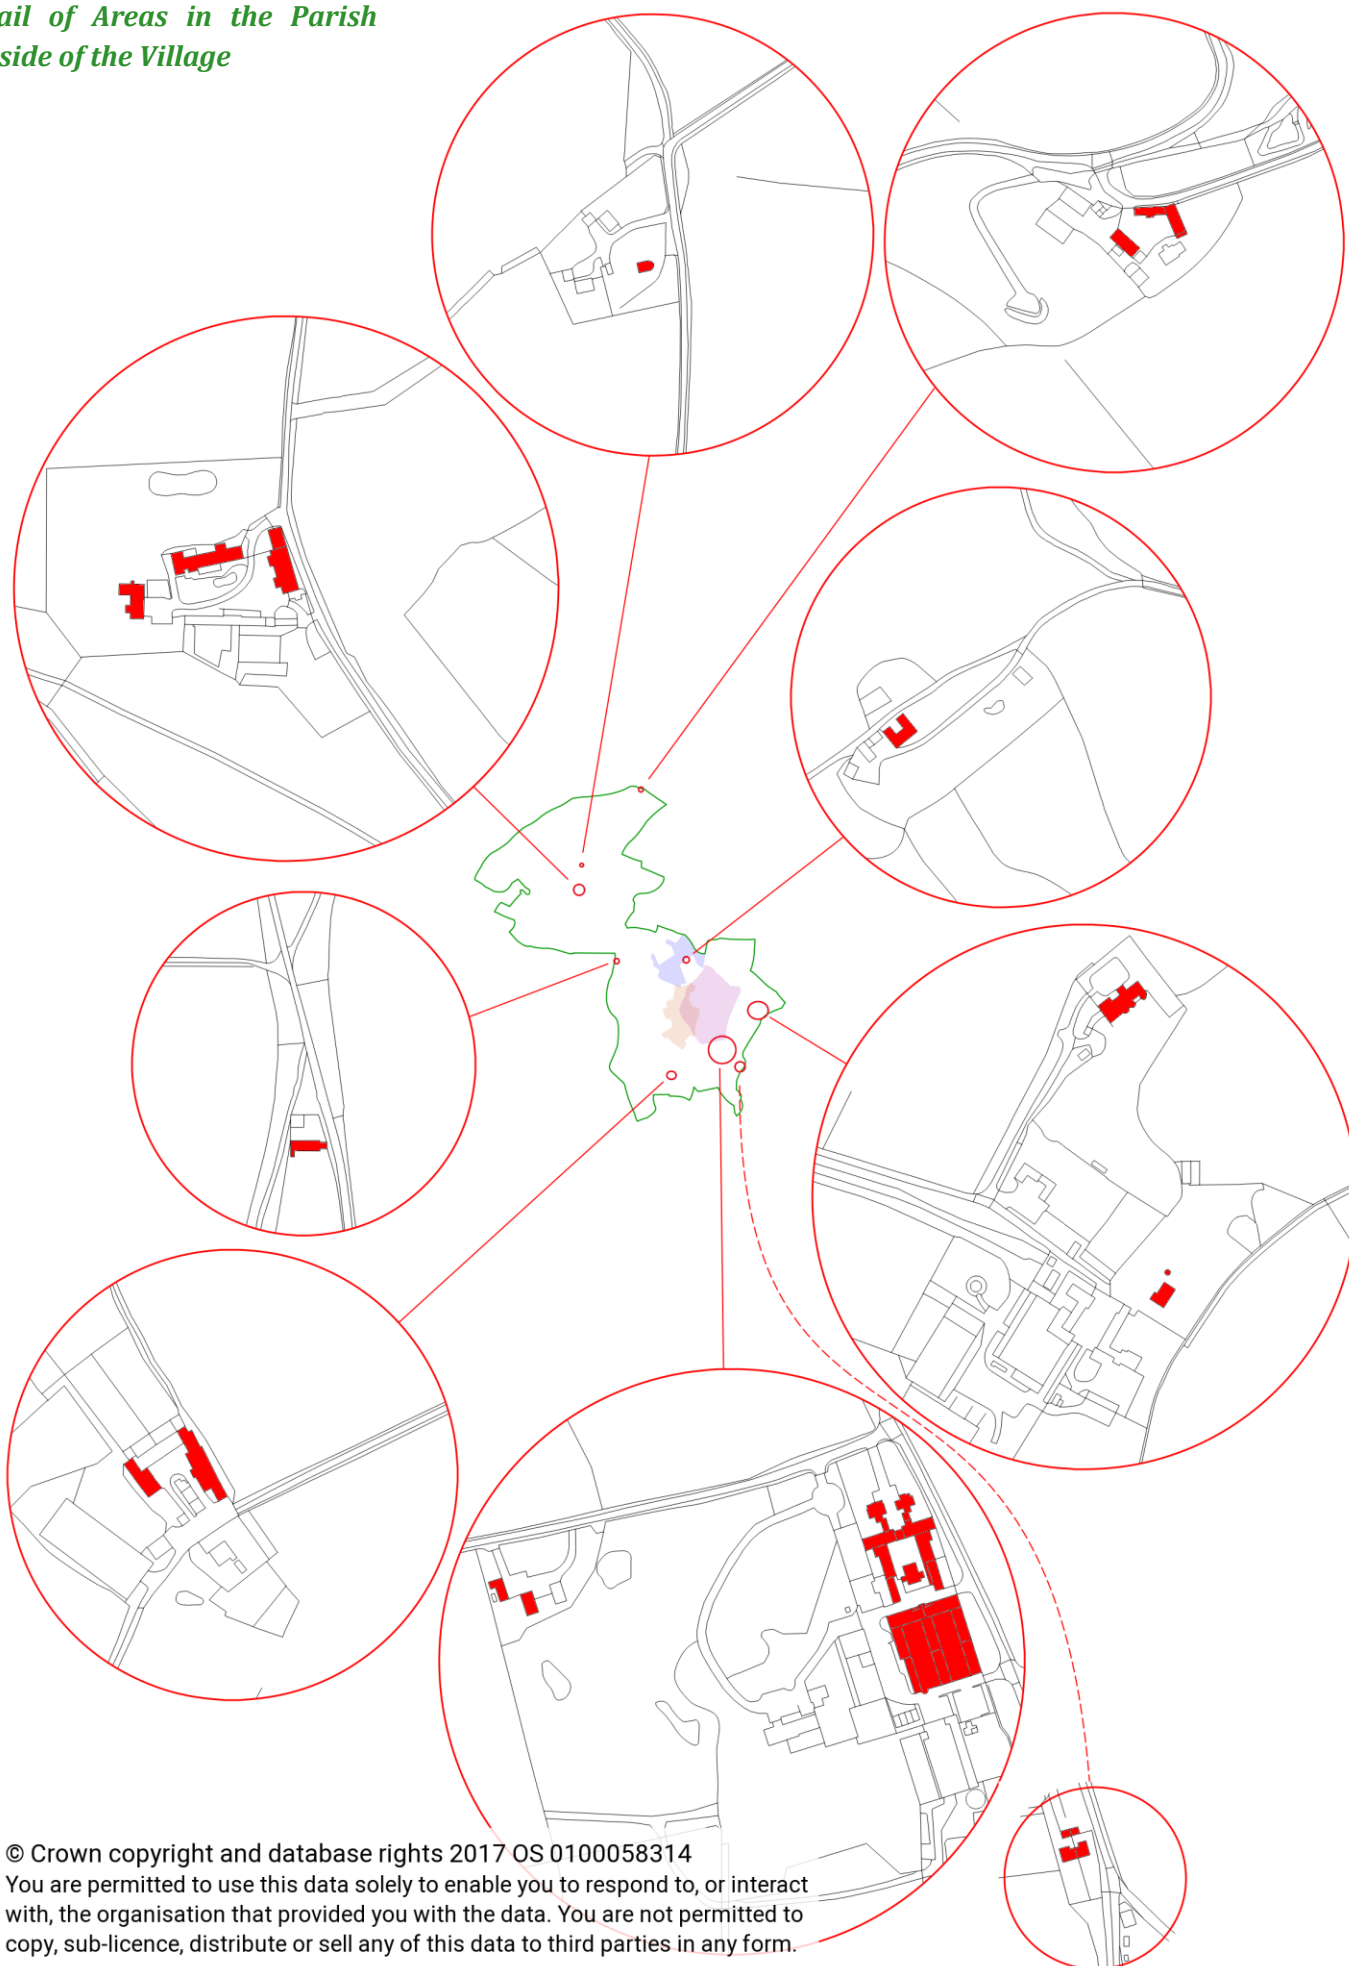 ail of Areas in the Parish
side of the Village
© Crown copyright and database rights 2017 OS 0100058314
You are permitted to use this data solely to enable you to respond to, or interact
with, the organisation that provided you with the data. You are not permitted to
copy, sub-licence, distribute or sell any of this data to third parties in any form.